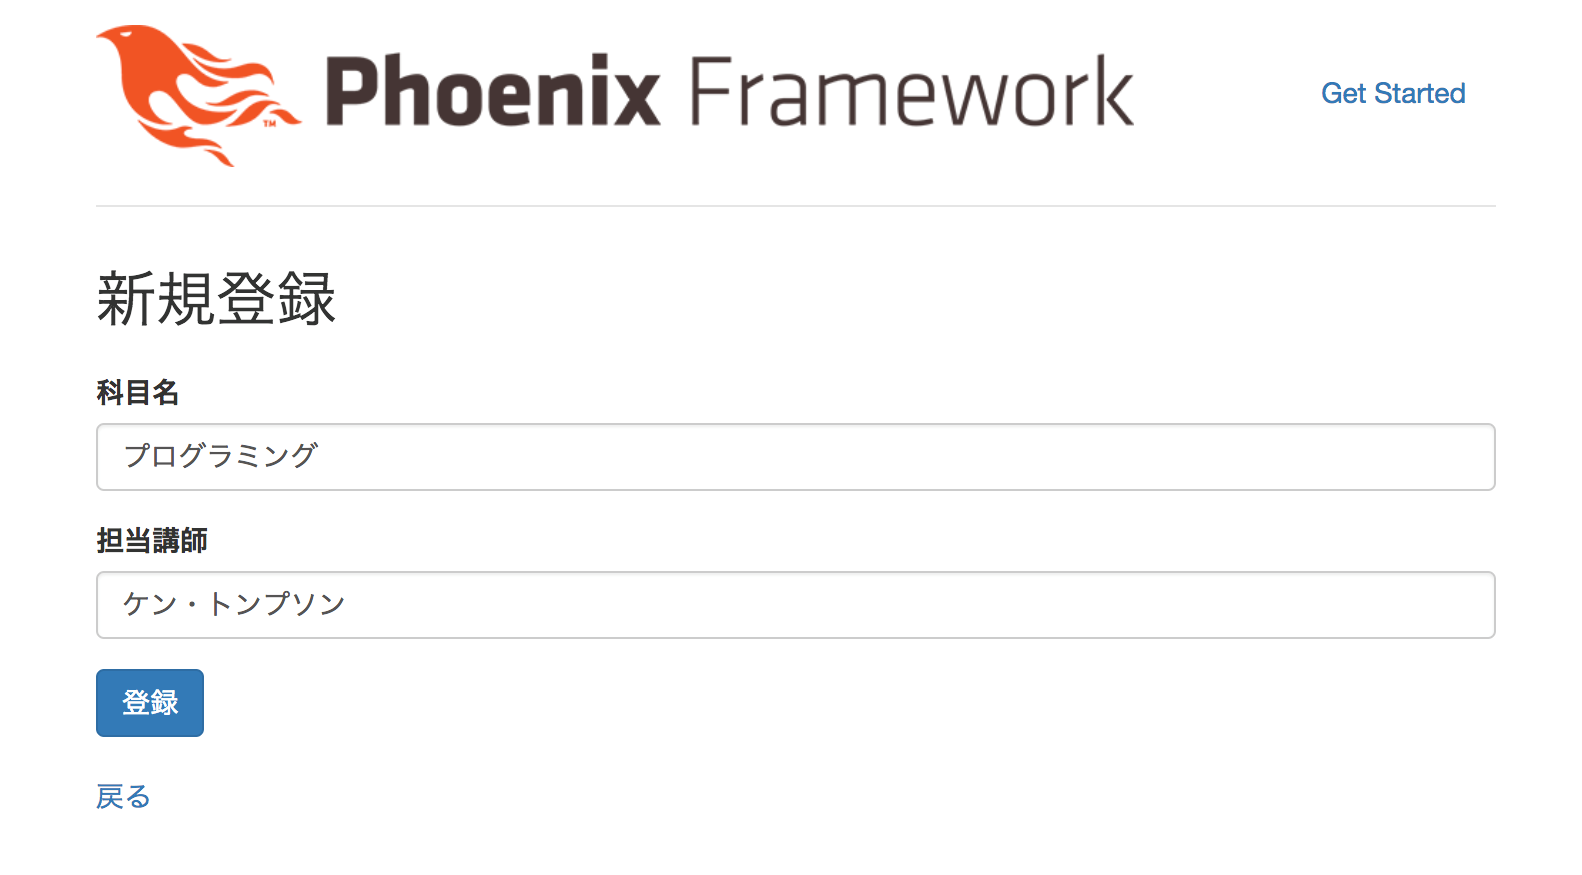 Phoenix Framework
TM
Get Started
新規登録
科目名
プログラミング
担当講師
ケン・トンプソン
登録
戻る